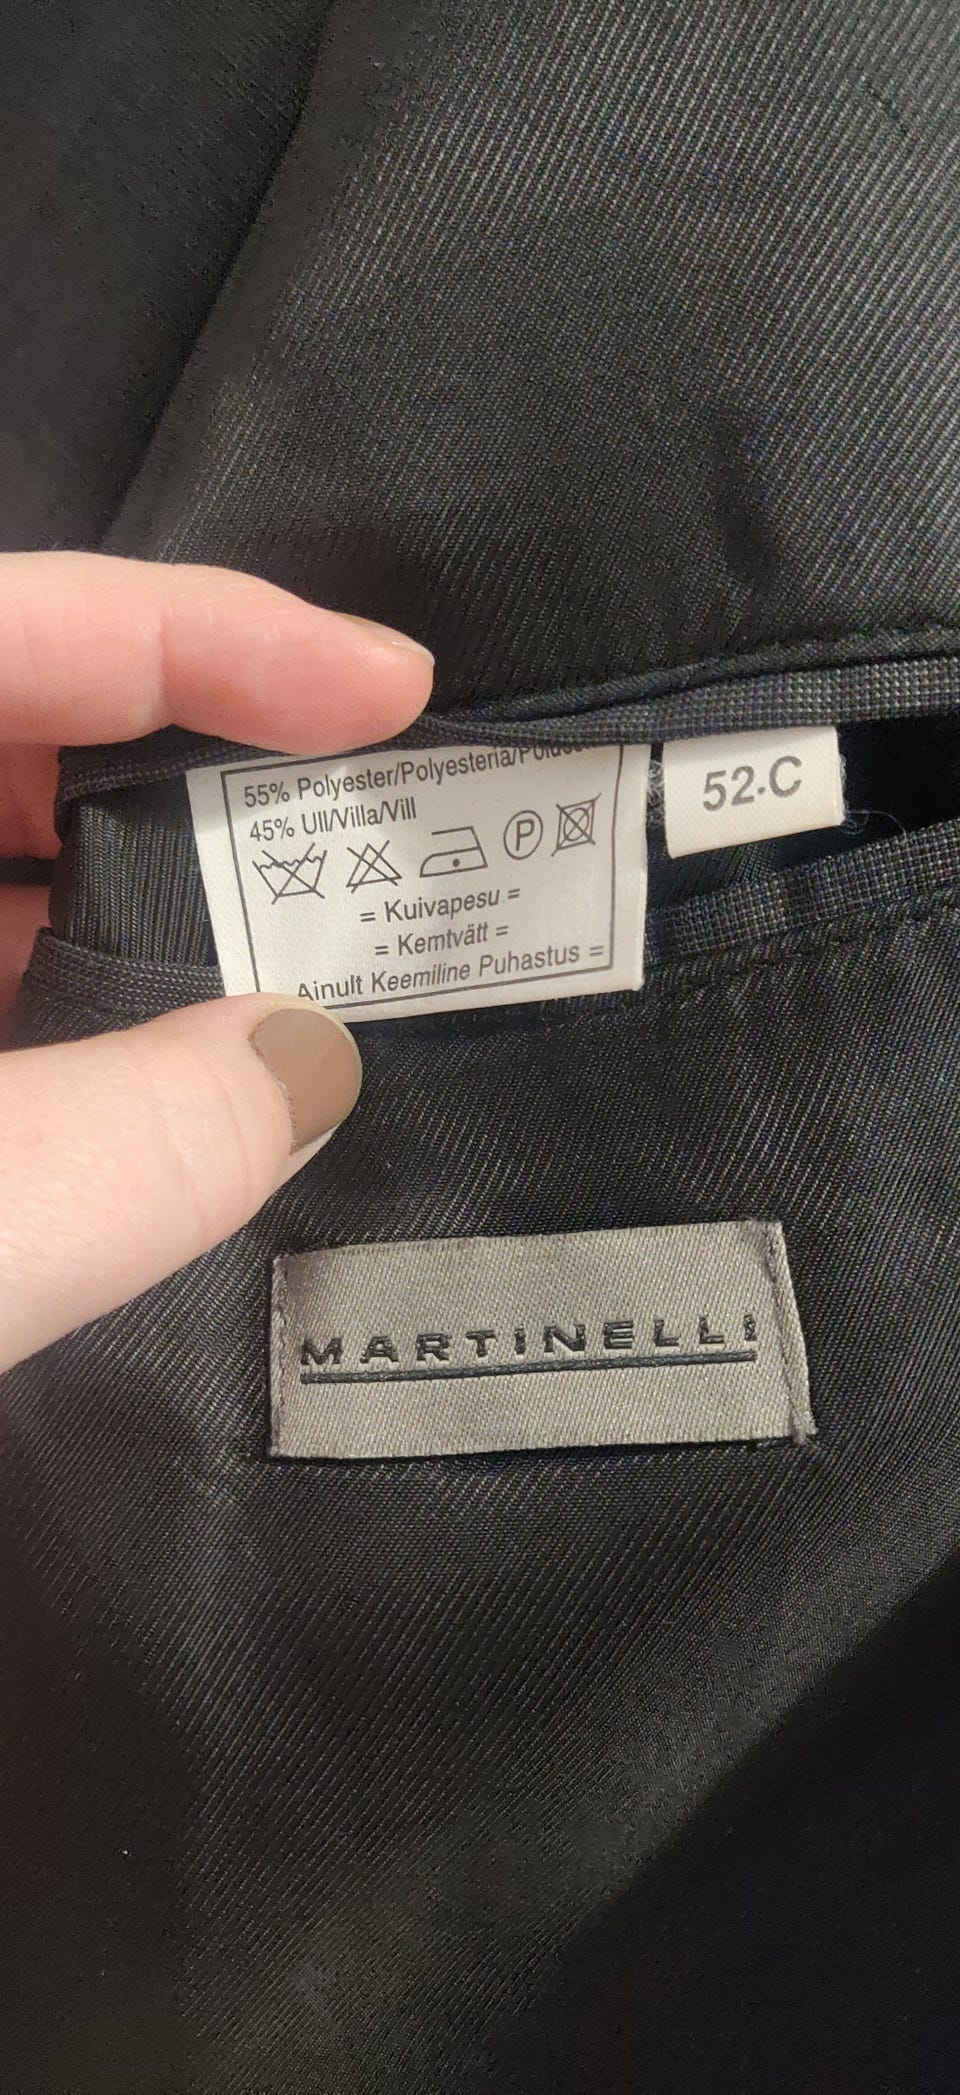 55% Polyester/Polyesteria/
45% Ull/Villa/Vill
P
= Kuivapesu =
= Kemtvätt =
Ainult Keemiline Puhastus =
52.C
MARTINELLI